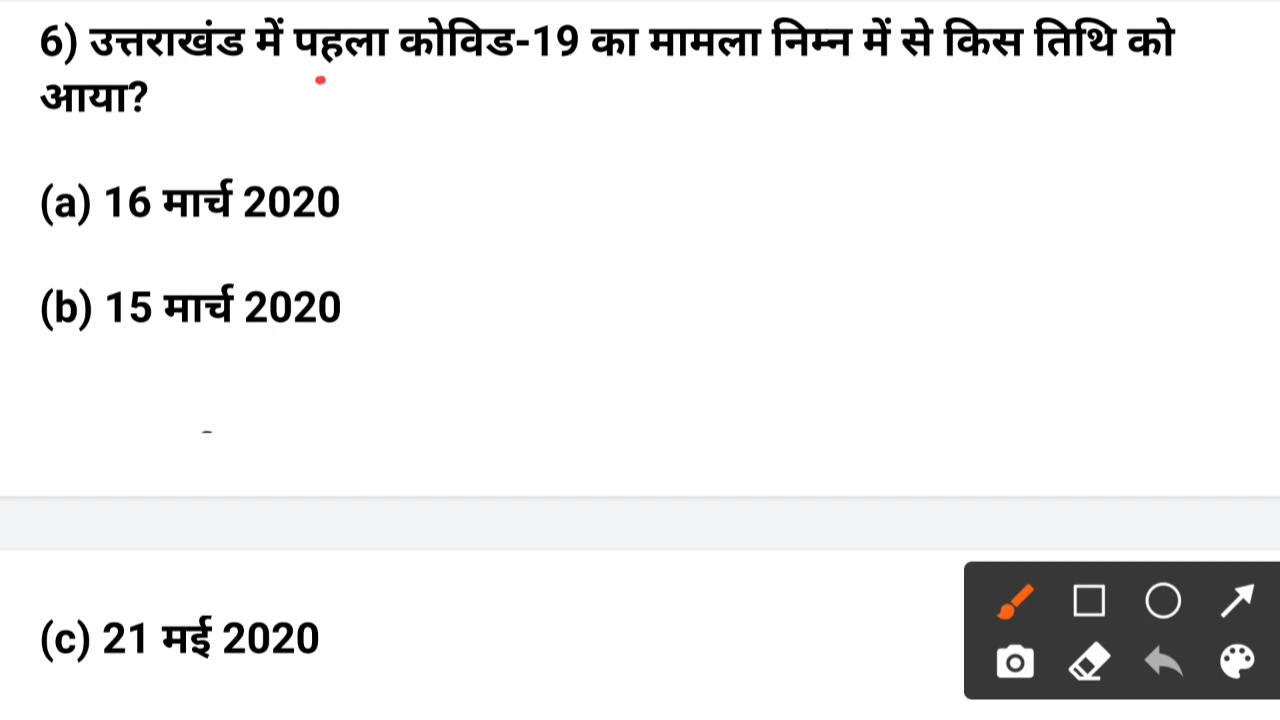 6) उत्तराखंड में पहला कोविड-19 का मामला निम्न में से किस तिथि को
आया?
(a) 16 मार्च 2020
(b) 15 मार्च 2020
(c) 21 मई 2020